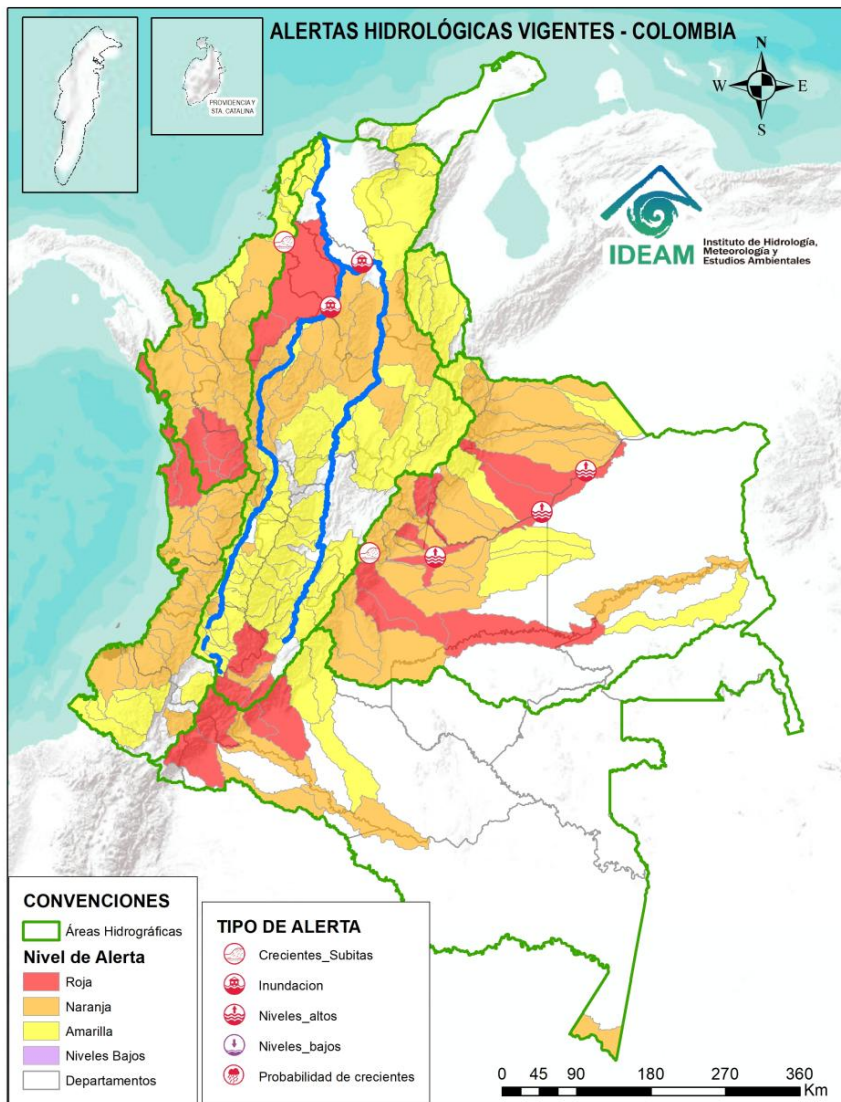 ALERTAS HIDROLÓGICAS VIGENTES - COLOMBIA
PROVIDENCIA Y
STA. CATALINA
N
W
E
S
IDEAM
Instituto de Hidrología,
Meteorología y
Estudios Ambientales
CONVENCIONES
Áreas Hidrográficas
Nivel de Alerta
Roja
Naranja
Amarilla
Niveles Bajos
Departamentos
TIPO DE ALERTA
Crecientes_Subitas
Inundacion
Niveles_altos
Niveles_bajos
Probabilidad de crecientes
0 45 90 180 270 360
Km